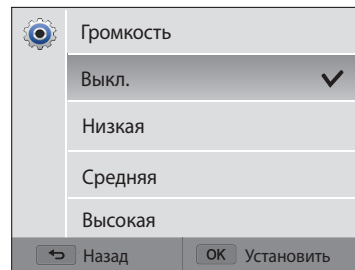 Громкость
Выкл.
Низкая
Средняя
Высокая
Назад OK Установить